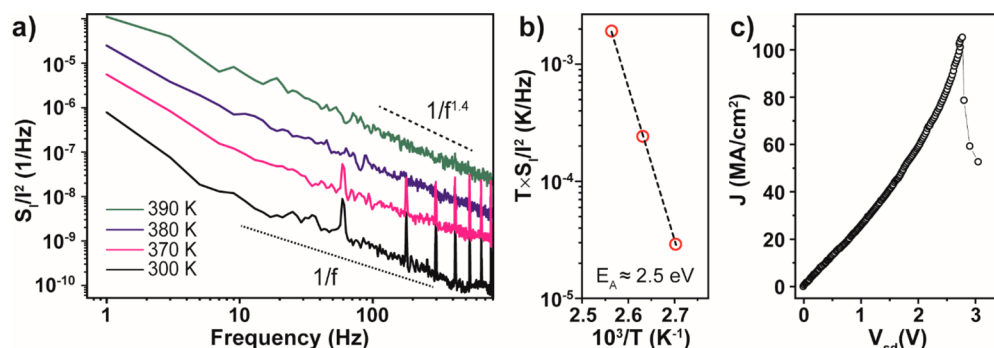 a)
S_I/I² (1/Hz)
10⁻⁵
10⁻⁶
10⁻⁷
10⁻⁸
10⁻⁹
10⁻¹⁰
1/f¹·⁴
390 K
380 K
370 K
300 K
1/f
1 10 100
Frequency (Hz)
b)
T×S_I/I² (K/Hz)
10⁻³
10⁻⁴
10⁻⁵
E_A ≈ 2.5 eV
2.5 2.6 2.7
10³/T (K⁻¹)
c)
J (MA/cm²)
100
80
60
40
20
0
0 1 2 3
V_sd(V)